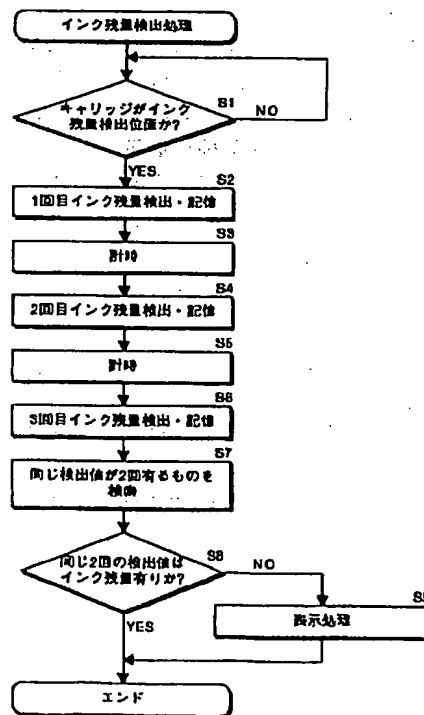 インク残量検出処理
キャリッジがインク
残量検出位置か?
S1
NO
YES
S2
1回目インク残量検出・記憶
S3
計時
S4
2回目インク残量検出・記憶
S5
計時
S6
3回目インク残量検出・記憶
S7
同じ検出値が2回有るものを
検索
同じ2回の検出値は
インク残量有りか?
S8
NO
YES
表示処理
エンド